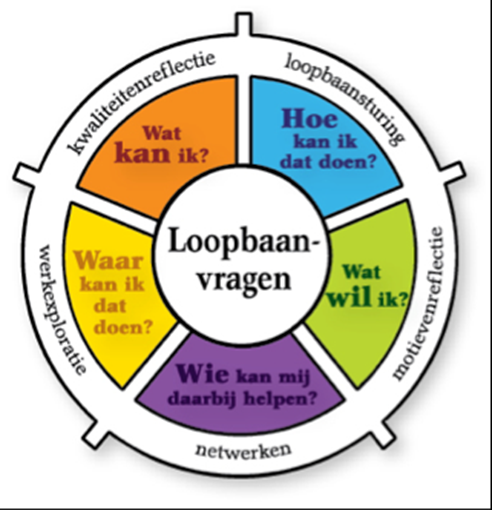 kwaliteitenreflectie
loopbaansturing
Wat
kan ik?
Hoe
kan ik
dat doen?
Loopbaan-
vragen
Waar
kan ik
dat
doen?
Wat
wil ik?
Wie kan mij
daarbij helpen?
werkexploratie
motievenreflectie
netwerken